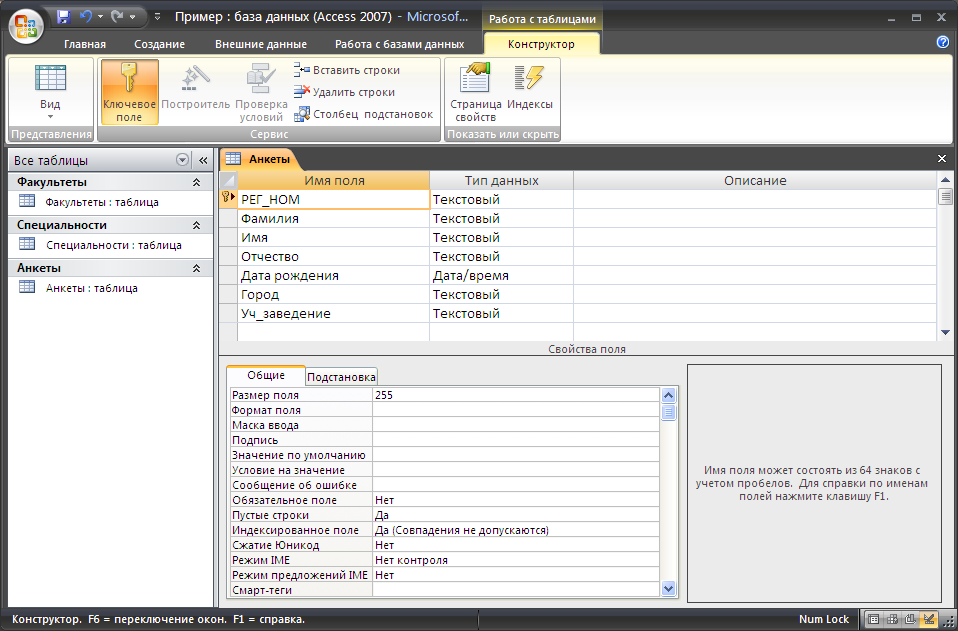 Пример : база данных (Access 2007) - Microsoft...
Работа с таблицами
Главная Создание Внешние данные Работа с базами данных Конструктор
Вид
Представления
Ключевое поле
Построитель
Проверка условий
Вставить строки
Удалить строки
Столбец подстановок
Сервис
Страница свойств
Индексы
Показать или скрыть
Все таблицы
Факультеты
Факультеты : таблица
Специальности
Специальности : таблица
Анкеты
Анкеты : таблица
Анкеты
Имя поля Тип данных Описание
РЕГ_НОМ Текстовый
Фамилия Текстовый
Имя Текстовый
Отчество Текстовый
Дата рождения Дата/время
Город Текстовый
Уч_заведение Текстовый
Свойства поля
Общие Подстановка
Размер поля 255
Формат поля
Маска ввода
Подпись
Значение по умолчанию
Условие на значение
Сообщение об ошибке
Обязательное поле Нет
Пустые строки Да
Индексированное поле Да (Совпадения не допускаются)
Сжатие Юникод Нет
Режим IME Нет контроля
Режим предложений IME Нет
Смарт-теги
Имя поля может состоять из 64 знаков с
учетом пробелов. Для справки по именам
полей нажмите клавишу F1.
Конструктор. F6 = переключение окон. F1 = справка. Num Lock